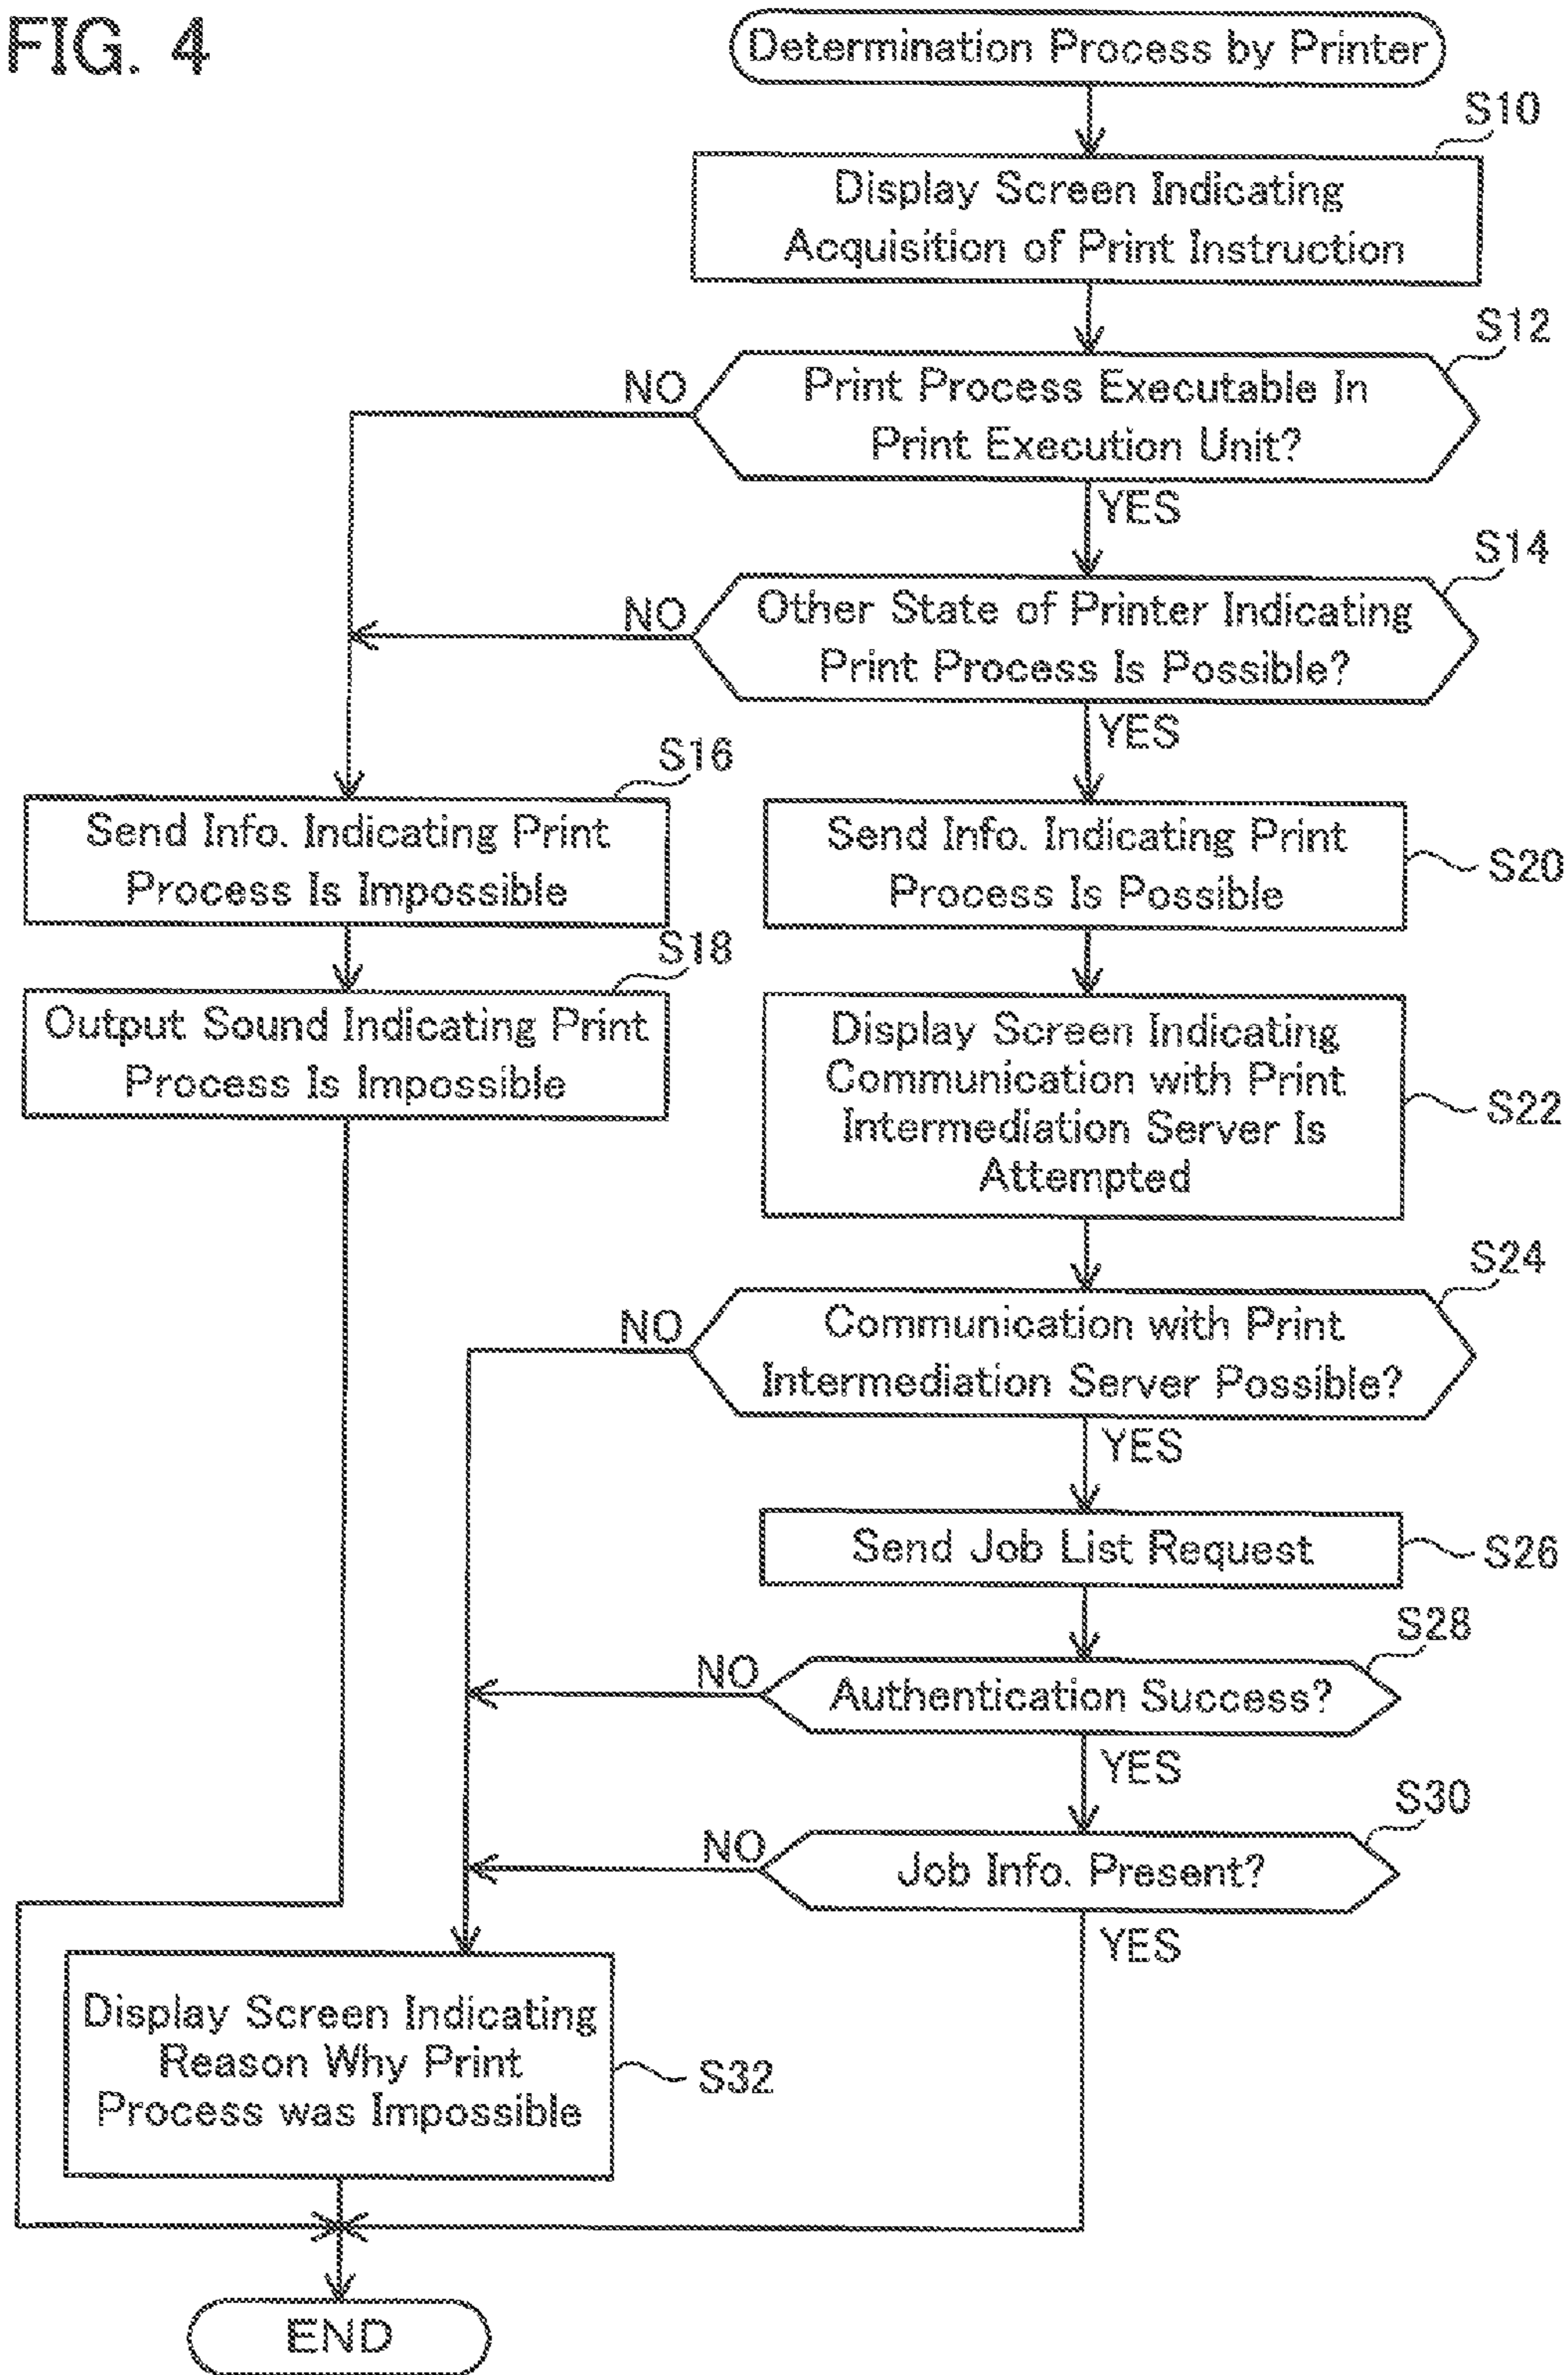 FIG. 4
Determination Process by Printer
S10
Display Screen Indicating
Acquisition of Print Instruction
S12
NO
Print Process Executable In
Print Execution Unit?
YES
S14
NO
Other State of Printer Indicating
Print Process Is Possible?
YES
S16
Send Info. Indicating Print
Process Is Impossible
Send Info. Indicating Print
Process Is Possible
S20
S18
Output Sound Indicating Print
Process Is Impossible
Display Screen Indicating
Communication with Print
Intermediation Server Is
Attempted
S22
S24
NO
Communication with Print
Intermediation Server Possible?
YES
Send Job List Request
S26
S28
NO
Authentication Success?
YES
S30
NO
Job Info. Present?
YES
Display Screen Indicating
Reason Why Print
Process was Impossible
S32
END